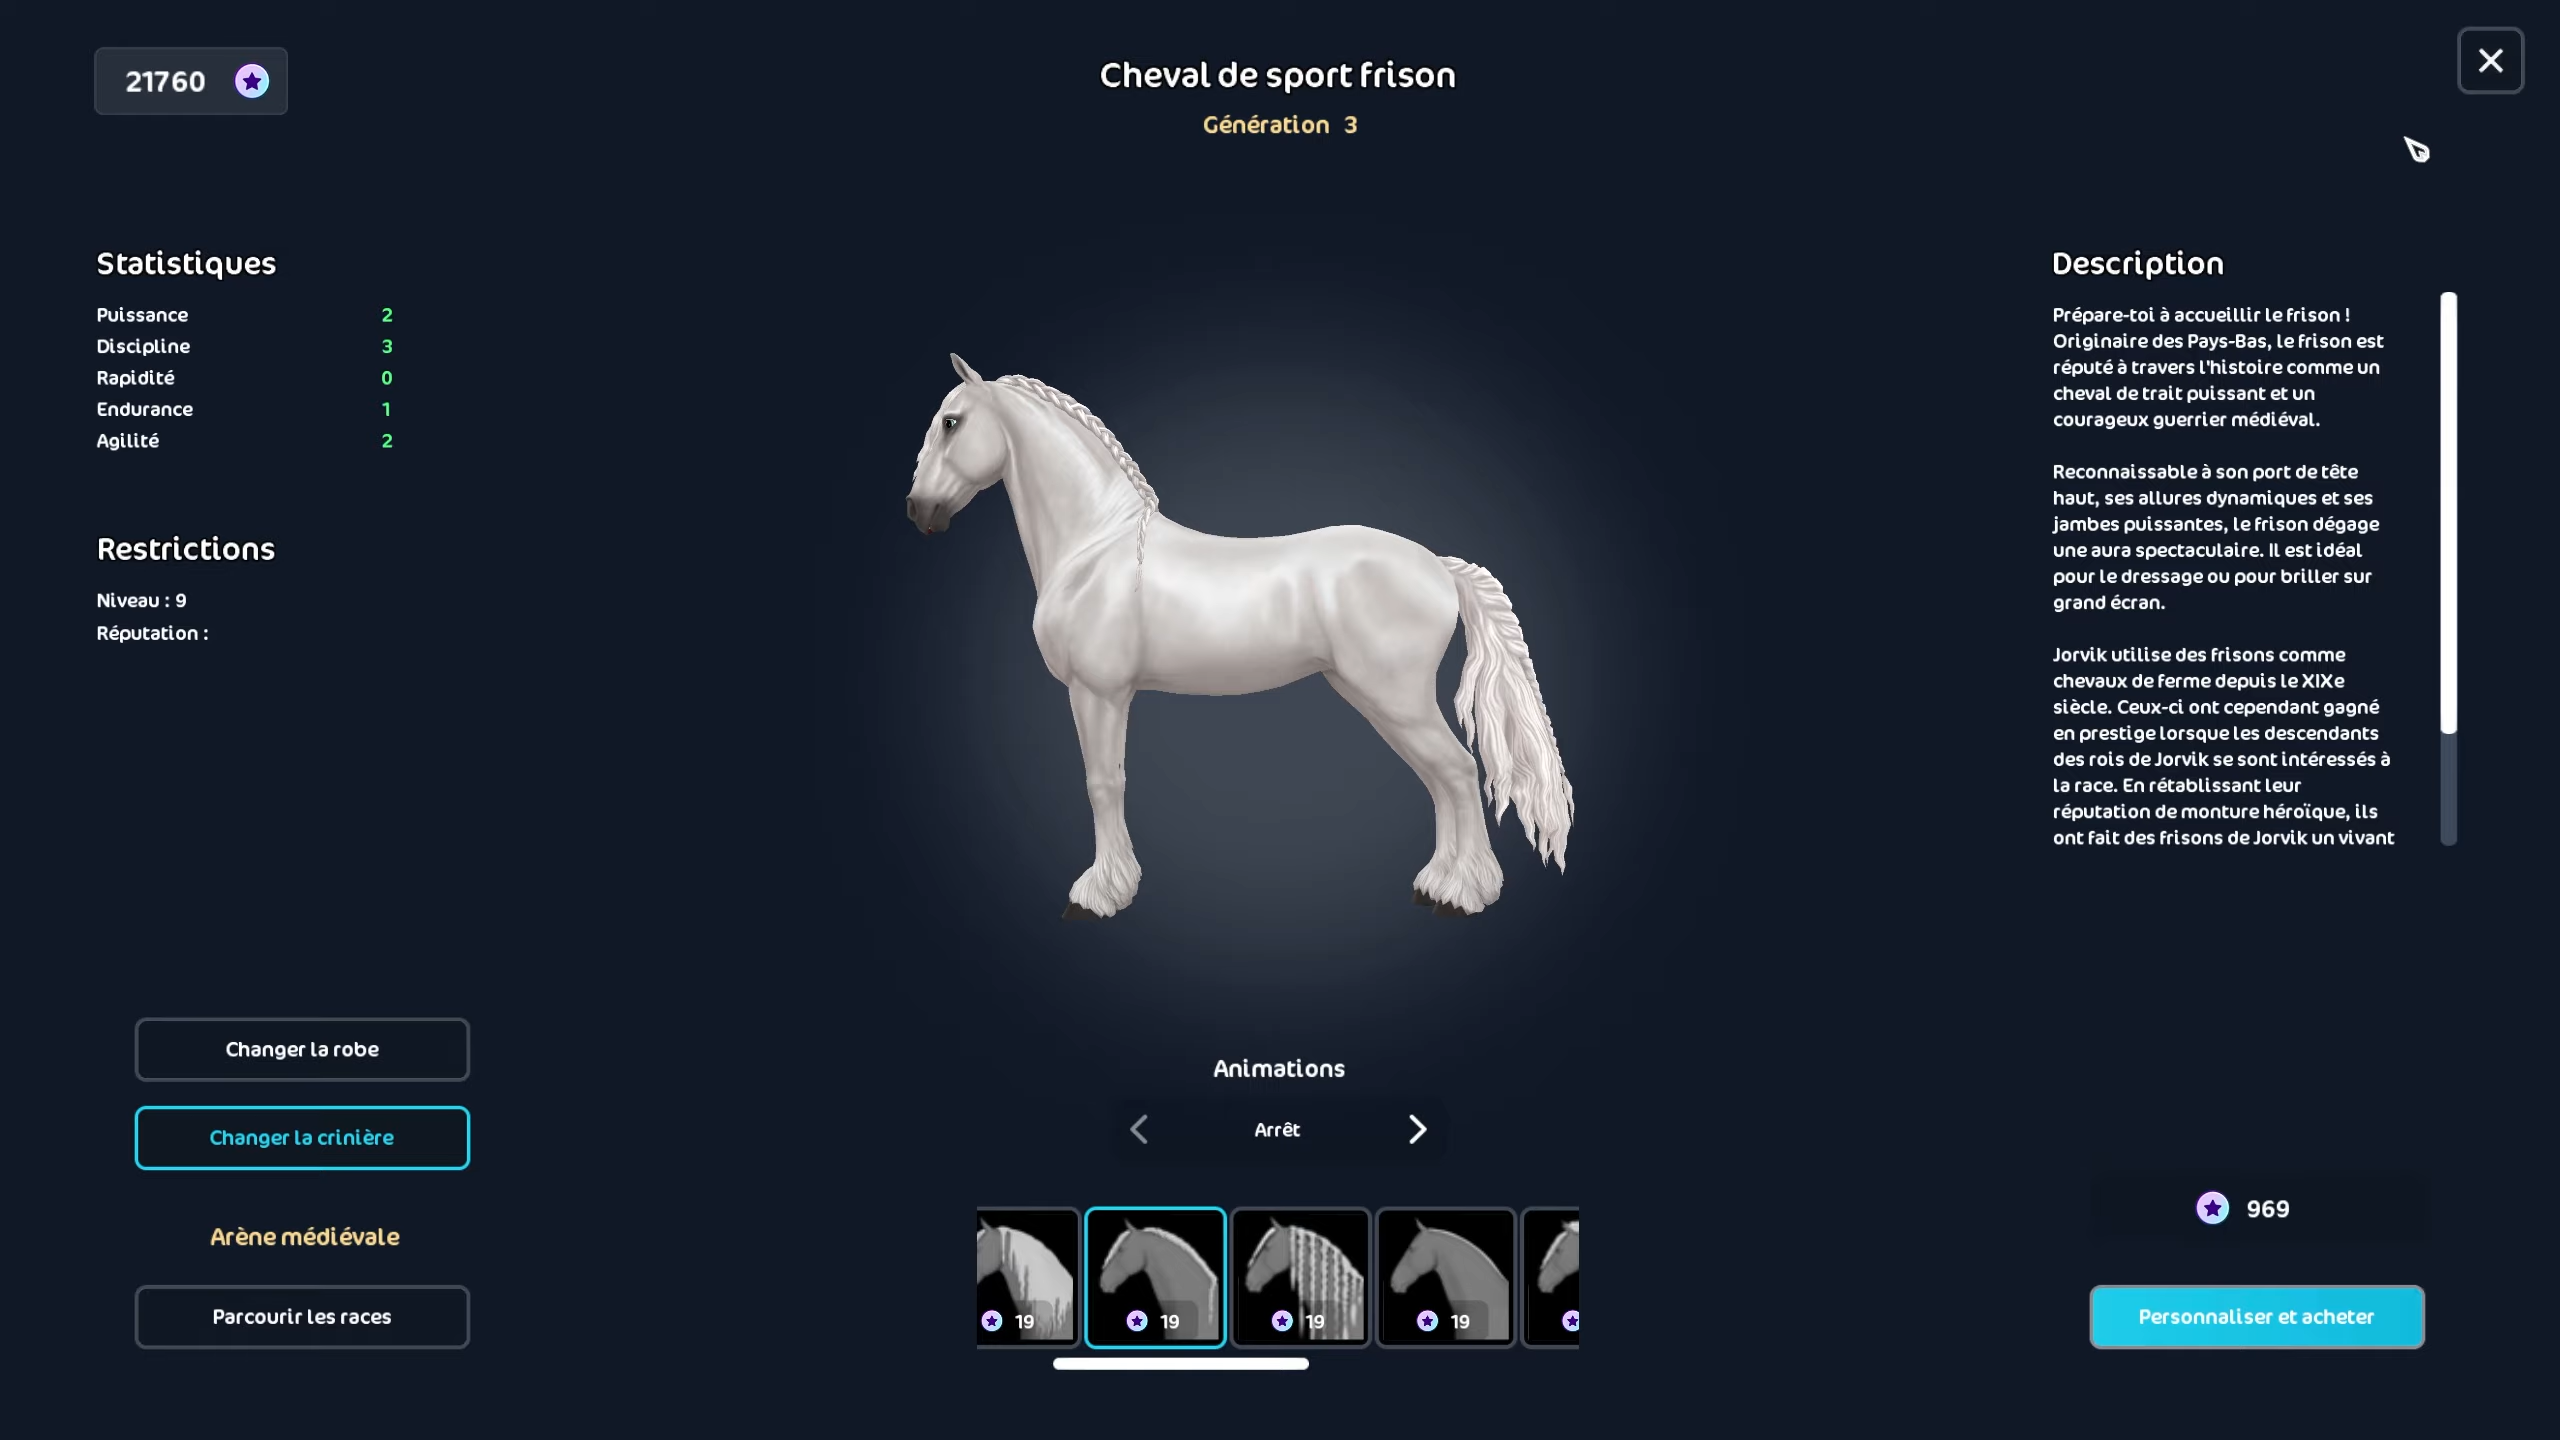 21760
Cheval de sport frison
Génération 3
Statistiques
Puissance 2
Discipline 3
Rapidité 0
Endurance 1
Agilité 2
Restrictions
Niveau : 9
Réputation :
Description
Prépare-toi à accueillir le frison !
Originaire des Pays-Bas, le frison est
réputé à travers l'histoire comme un
cheval de trait puissant et un
courageux guerrier médiéval.
Reconnaissable à son port de tête
haut, ses allures dynamiques et ses
jambes puissantes, le frison dégage
une aura spectaculaire. Il est idéal
pour le dressage ou pour briller sur
grand écran.
Jorvik utilise des frisons comme
chevaux de ferme depuis le XIXe
siècle. Ceux-ci ont cependant gagné
en prestige lorsque les descendants
des rois de Jorvik se sont intéressés à
la race. En rétablissant leur
réputation de monture héroïque, ils
ont fait des frisons de Jorvik un vivant
Changer la robe
Changer la crinière
Arène médiévale
Parcourir les races
Animations
Arrêt
19
19
19
19
969
Personnaliser et acheter